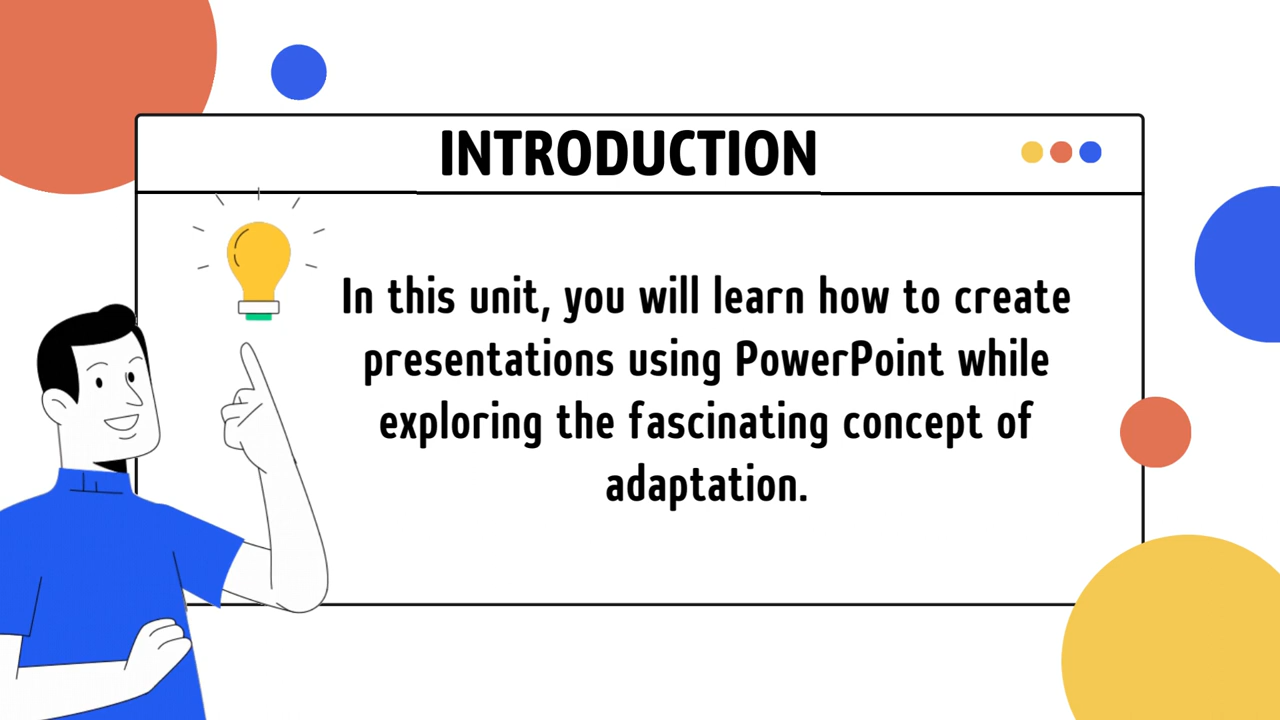 INTRODUCTION
In this unit, you will learn how to create
presentations using PowerPoint while
exploring the fascinating concept of
adaptation.